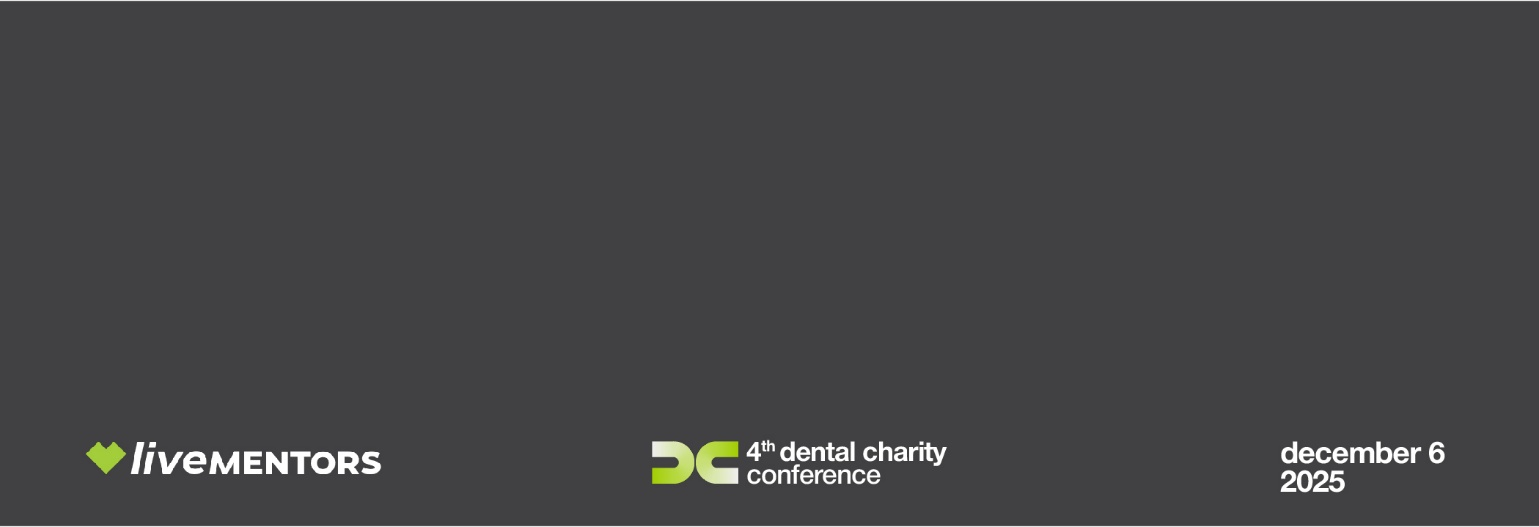 liveMENTORS
4th dental charity
conference
december 6
2025